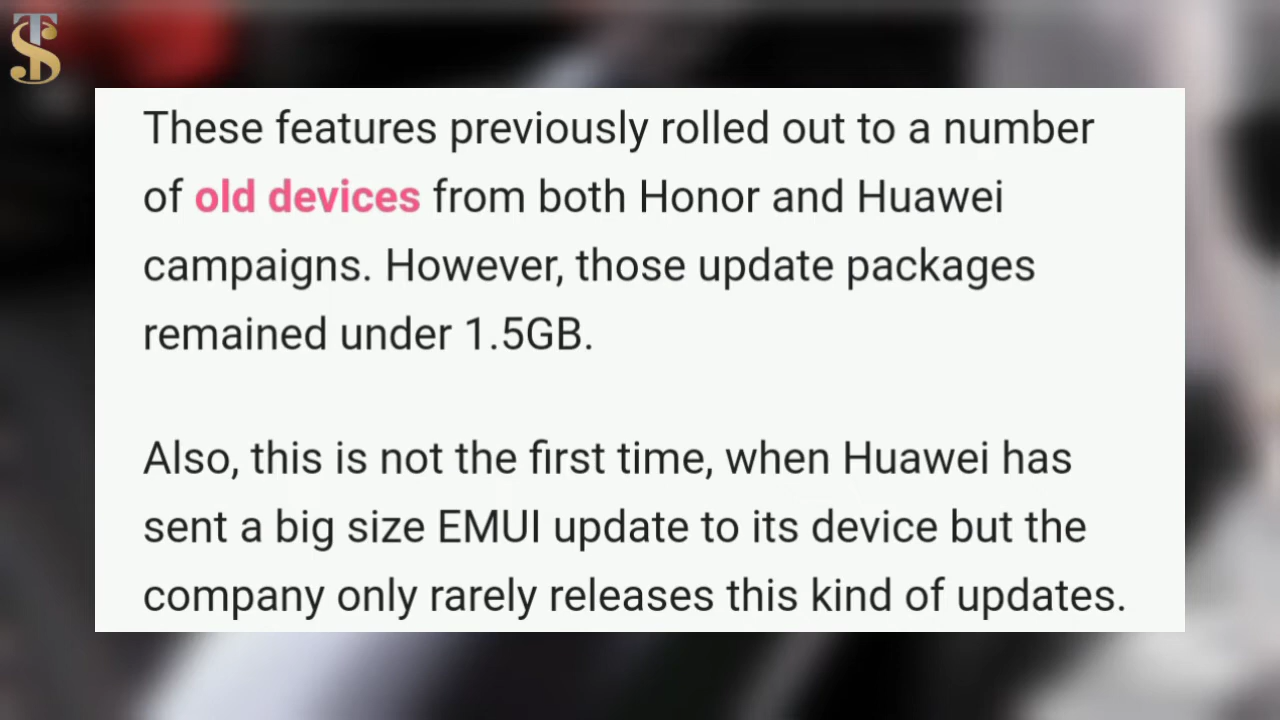 These features previously rolled out to a number
of old devices from both Honor and Huawei
campaigns. However, those update packages
remained under 1.5GB.
Also, this is not the first time, when Huawei has
sent a big size EMUI update to its device but the
company only rarely releases this kind of updates.